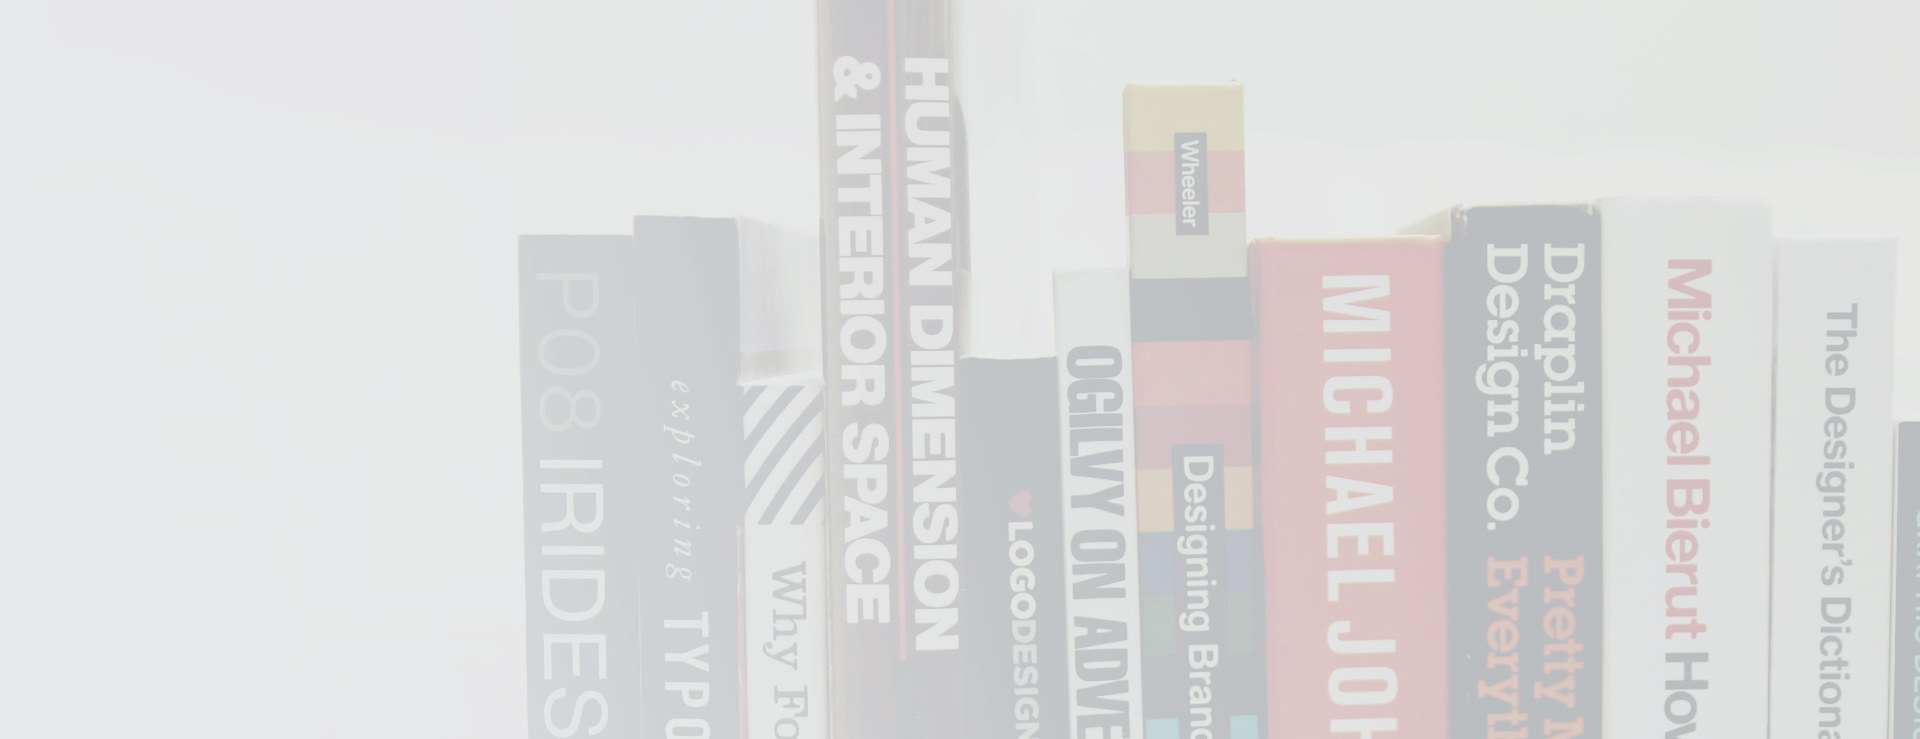 P08 IRIDES
exploring TYPO
Why Fo
HUMAN DIMENSION
& INTERIOR SPACE
LOGODESIGN
OGILVY ON ADVE
Wheeler
Designing Bran
MICHAEL JOH
Draplin
Design Co.
Pretty M
Everyt
Michael Bierut How
The Designer's Dictiona